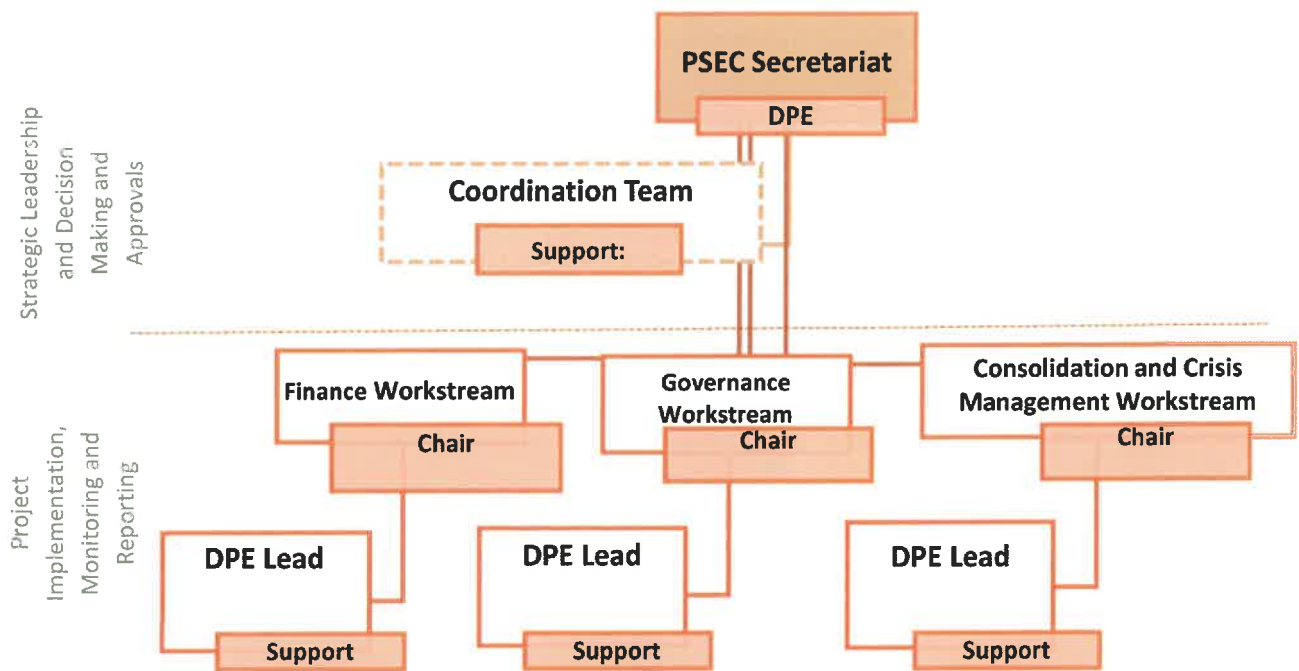 PSEC Secretariat
DPE
Strategic Leadership
and Decision
Making and
Approvals
Coordination Team
Support:
Project
Implementation,
Monitoring and
Reporting
Finance Workstream
Chair
Governance
Workstream
Chair
Consolidation and Crisis
Management Workstream
Chair
DPE Lead
Support
DPE Lead
Support
DPE Lead
Support